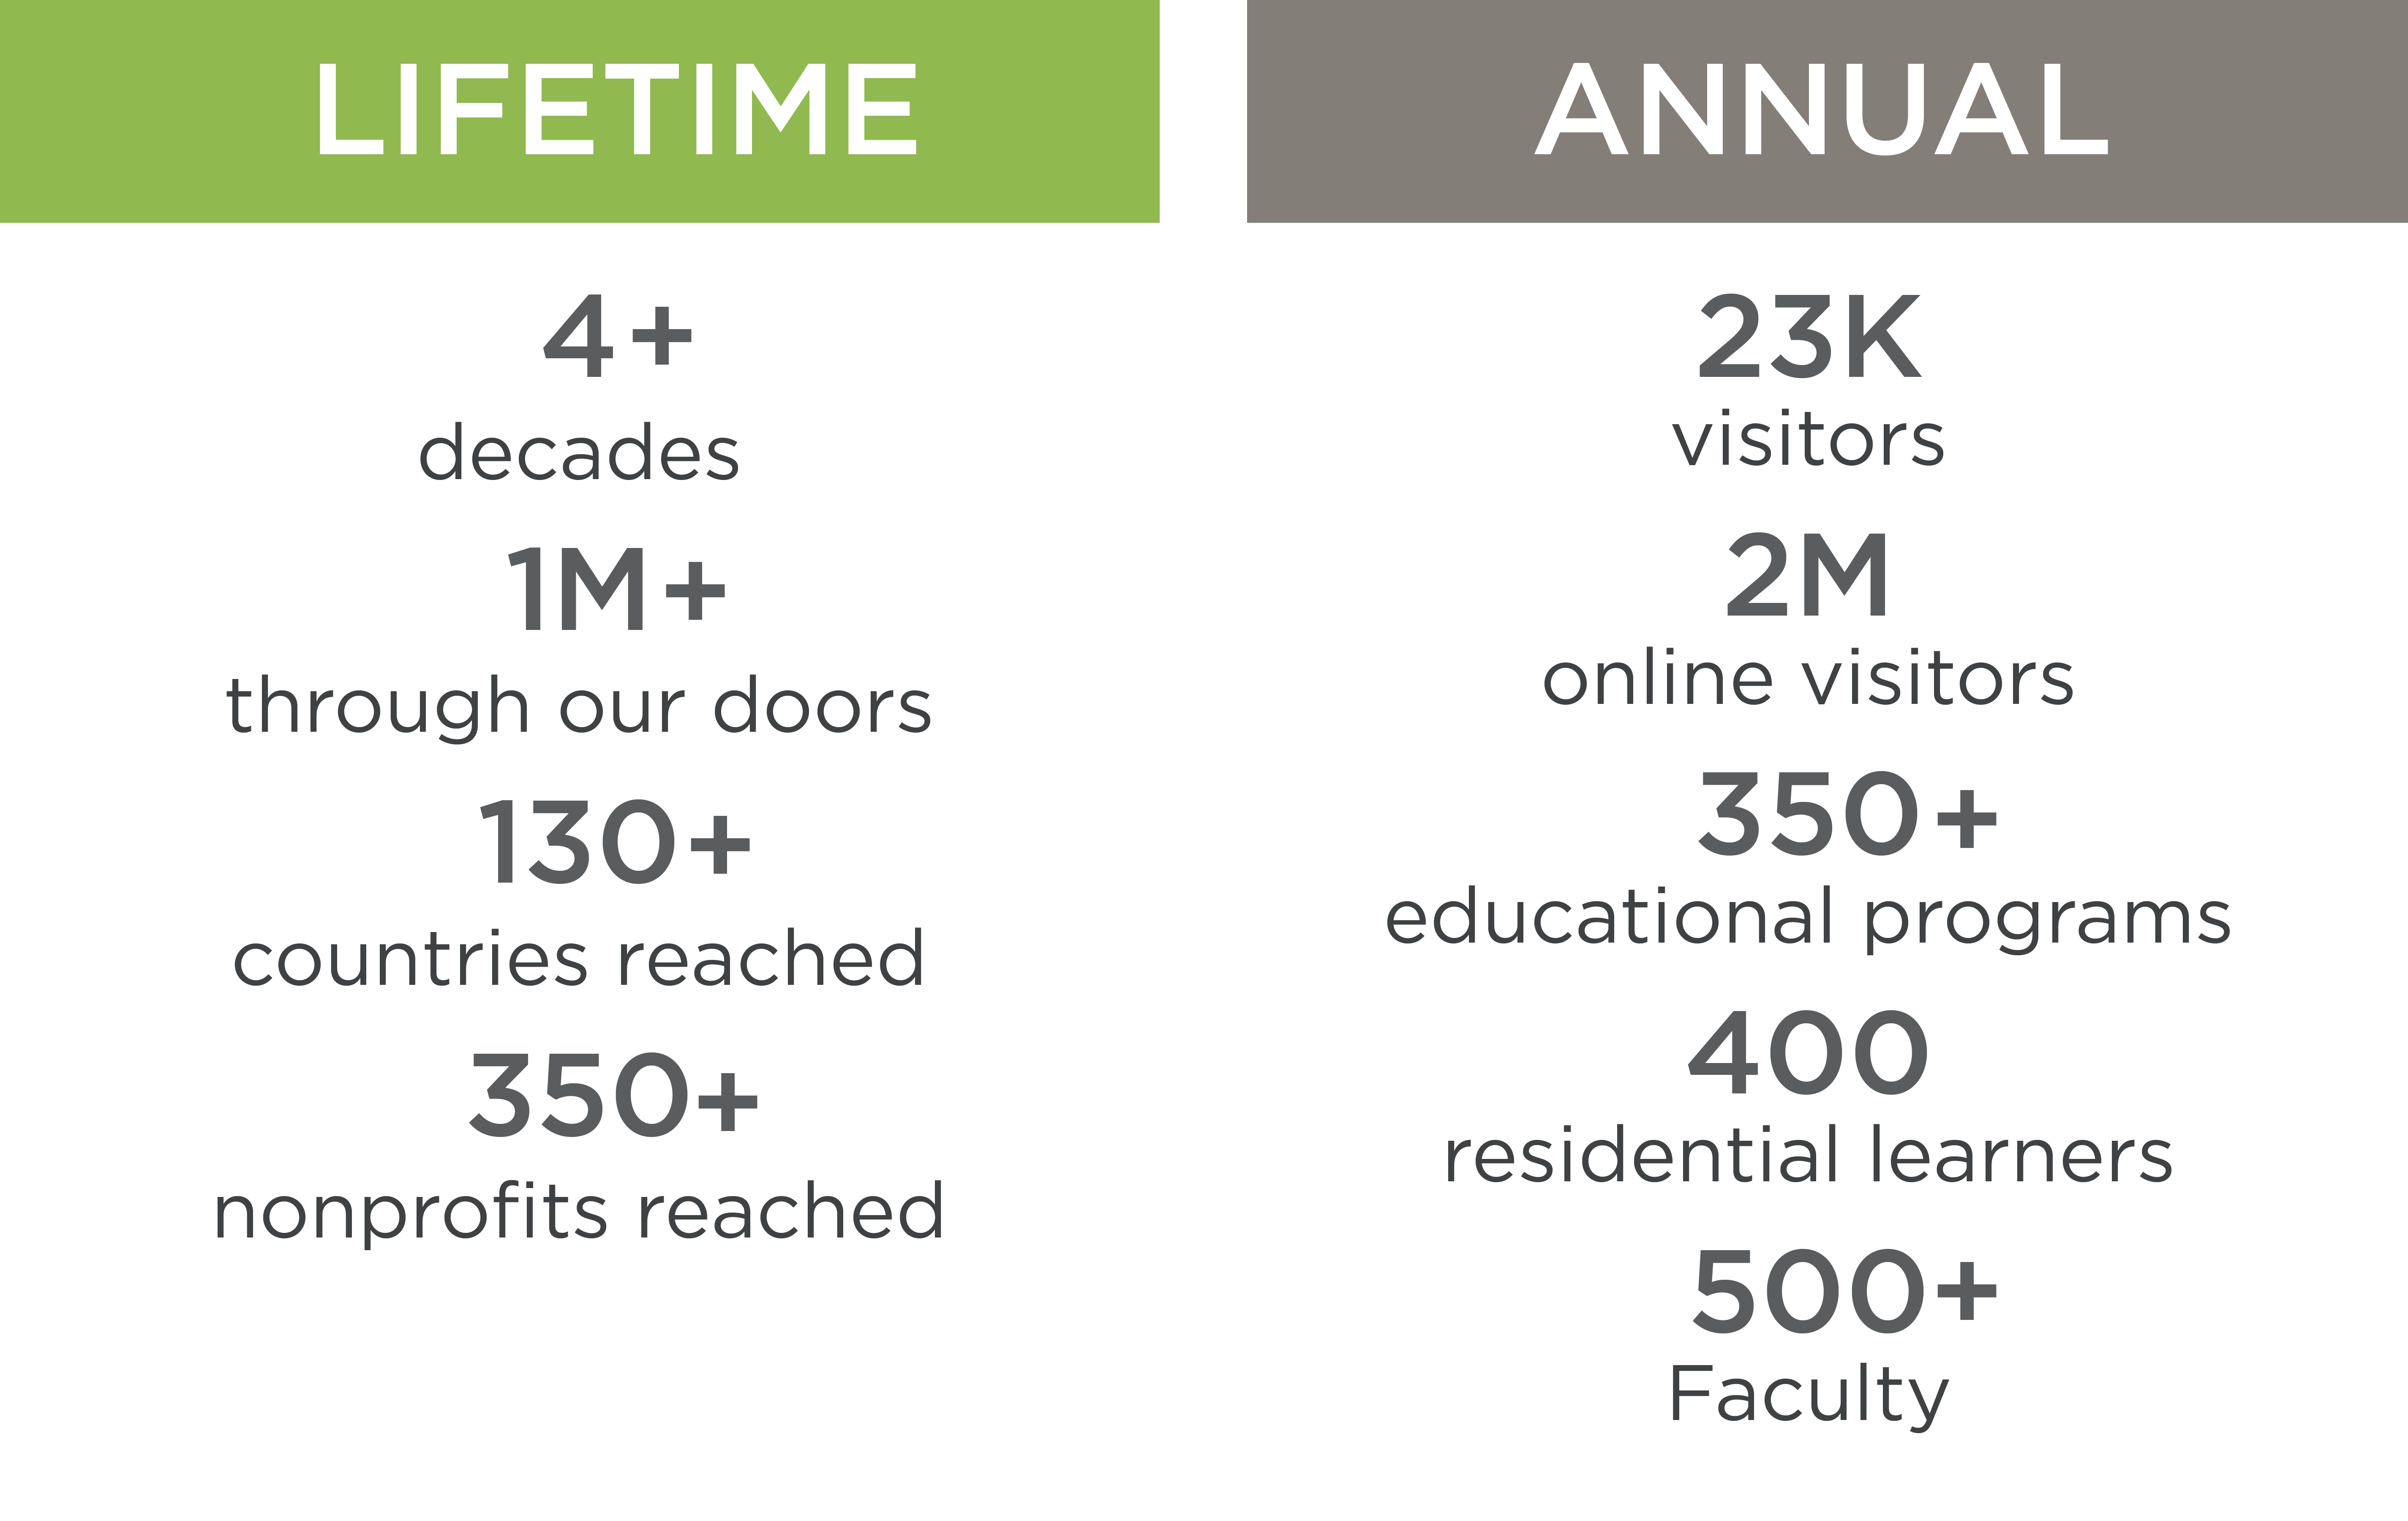 LIFETIME
4+
decades
1M+
through our doors
130+
countries reached
350+
nonprofits reached
ANNUAL
23K
visitors
2M
online visitors
350+
educational programs
400
residential learners
500+
Faculty